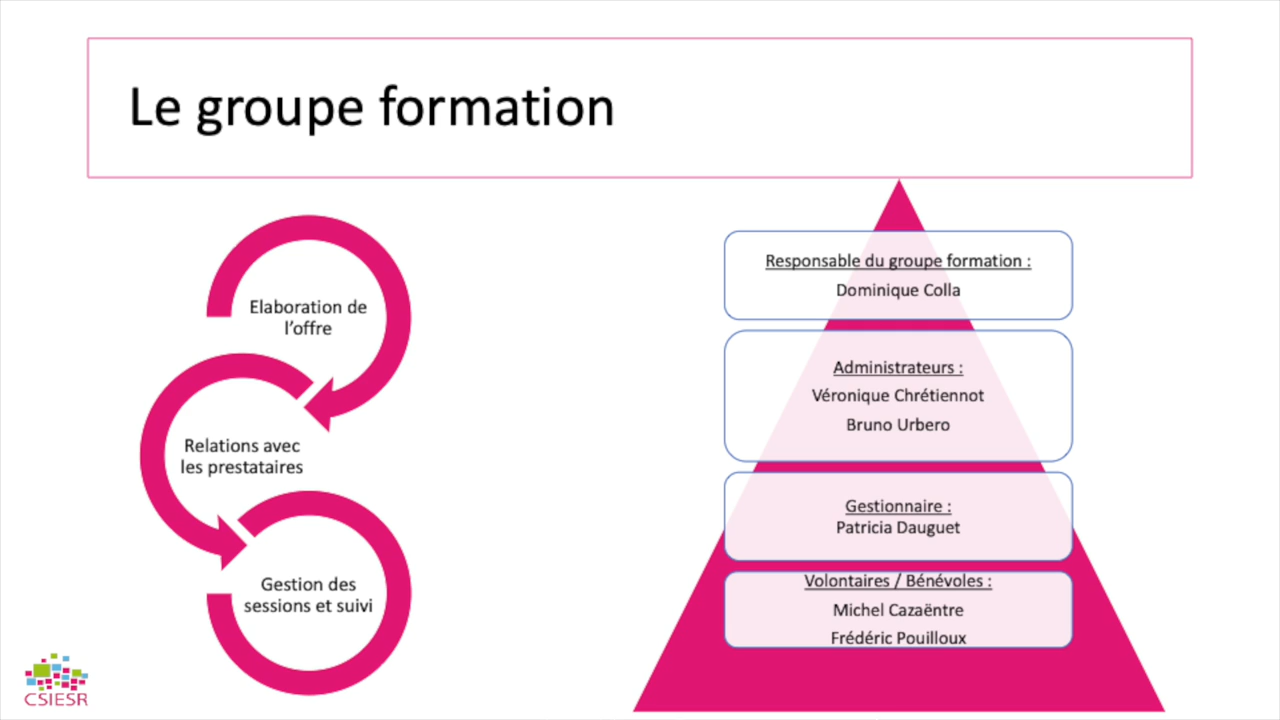 Le groupe formation
Elaboration de
l’offre
Relations avec
les prestataires
Gestion des
sessions et suivi
Responsable du groupe formation :
Dominique Colla
Administrateurs :
Véronique Chrétiennot
Bruno Urbero
Gestionnaire :
Patricia Dauguet
Volontaires / Bénévoles :
Michel Cazaëntre
Frédéric Pouilloux
CSIESR